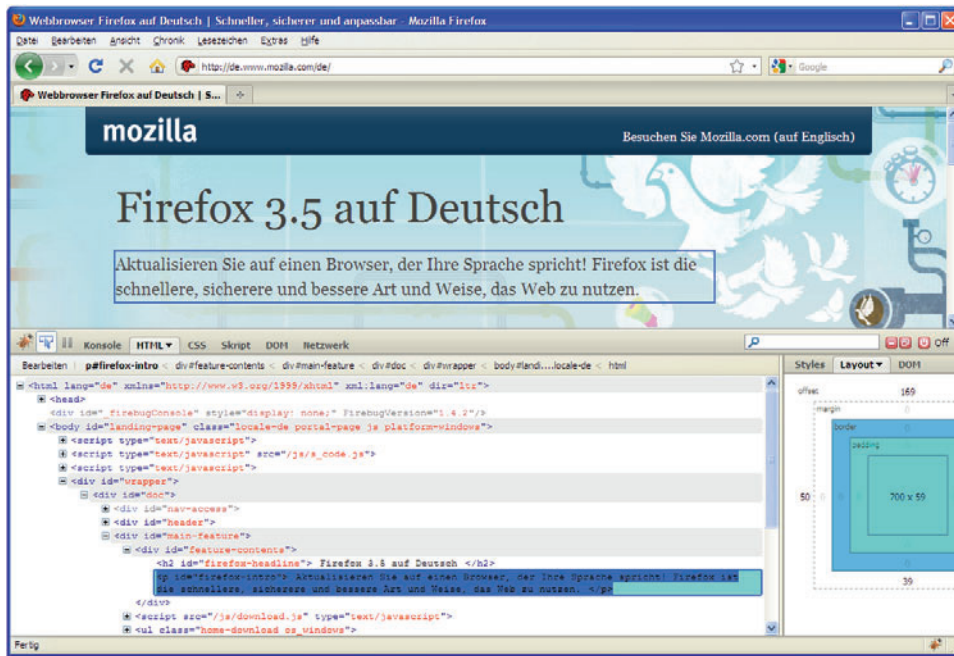 Webbrowser Firefox auf Deutsch | Schneller, sicherer und anpassbar - Mozilla Firefox
Datei Bearbeiten Ansicht Chronik Lesezeichen Extras Hilfe
http://de.www.mozilla.com/de/
Google
Webbrowser Firefox auf Deutsch | S...
mozilla
Besuchen Sie Mozilla.com (auf Englisch)
Firefox 3.5 auf Deutsch
Aktualisieren Sie auf einen Browser, der Ihre Sprache spricht! Firefox ist die
schnellere, sicherere und bessere Art und Weise, das Web zu nutzen.
Konsole HTML CSS Skript DOM Netzwerk
Off
Bearbeiten p#firefox-intro < div#feature-contents < div#main-feature < div#doc < div#wrapper < body#landi....locale-de < html
Styles Layout DOM
<html lang="de" xmlns="http://www.w3.org/1999/xhtml" xml:lang="de" dir="ltr">
<head>
<div id="_firebugConsole" style="display: none;" FirebugVersion="1.4.2"/>
<body id="landing-page" class="locale-de portal-page js platform-windows">
<script type="text/javascript">
<script type="text/javascript" src="/js/s_code.js">
<script type="text/javascript">
<div id="wrapper">
<div id="doc">
<div id="nav-access">
<div id="header">
<div id="main-feature">
<div id="feature-contents">
<h2 id="firefox-headline"> Firefox 3.5 auf Deutsch </h2>
<p id="firefox-intro"> Aktualisieren Sie auf einen Browser, der Ihre Sprache spricht! Firefox ist
die schnellere, sicherere und bessere Art und Weise, das Web zu nutzen. </p>
</div>
<script src="/js/download.js" type="text/javascript">
<ul class="home-download os_windows">
offset 169
margin 0
border 0
padding
50 0 0 700 x 59
0
39
Fertig